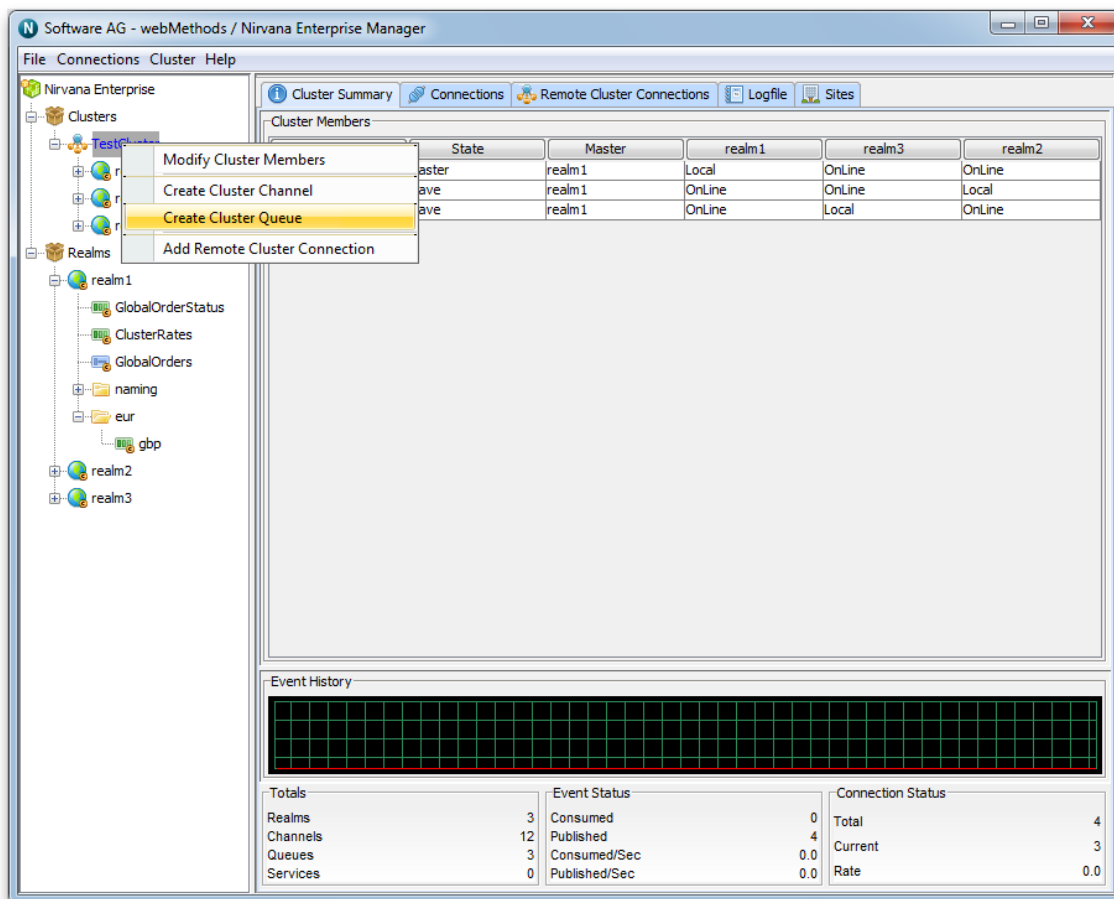 Software AG - webMethods / Nirvana Enterprise Manager
File Connections Cluster Help
Nirvana Enterprise
Clusters
TestCluster
Modify Cluster Members
Create Cluster Channel
Create Cluster Queue
Add Remote Cluster Connection
Realms
realm1
GlobalOrderStatus
ClusterRates
GlobalOrders
naming
eur
gbp
realm2
realm3
Cluster Summary Connections Remote Cluster Connections Logfile Sites
Cluster Members
State Master realm1 realm3 realm2
aster realm1 Local OnLine OnLine
ave realm1 OnLine OnLine Local
ave realm1 OnLine Local OnLine
Event History
Totals
Realms 3
Channels 12
Queues 3
Services 0
Event Status
Consumed 0
Published 4
Consumed/Sec 0.0
Published/Sec 0.0
Connection Status
Total 4
Current 3
Rate 0.0